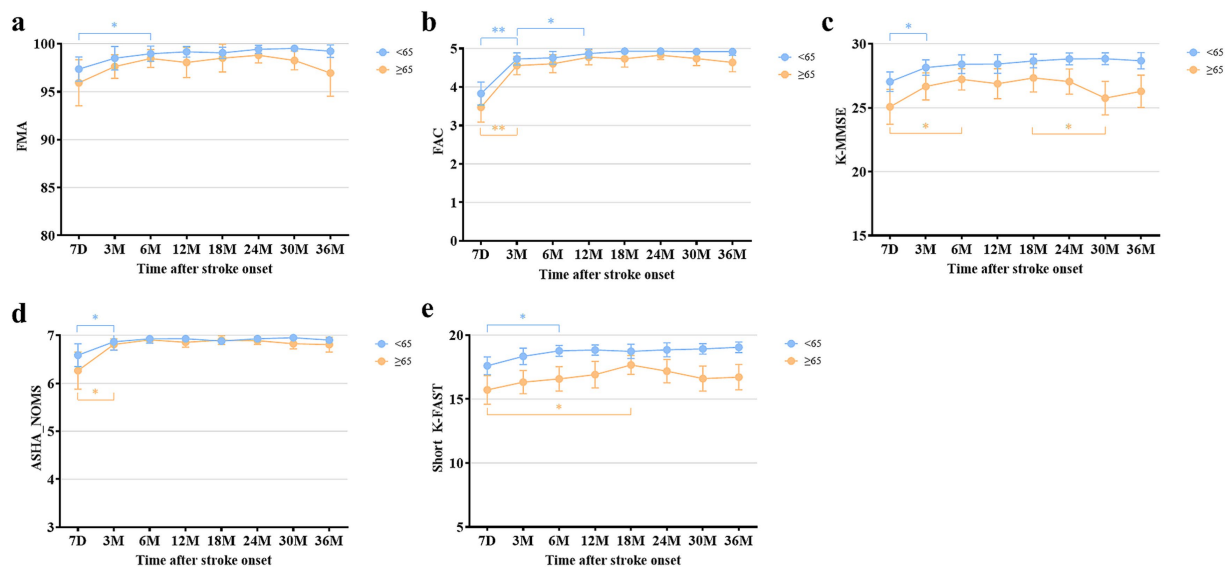 a
*
100
95
90
85
80
FMA
<65
≥65
7D 3M 6M 12M 18M 24M 30M 36M
Time after stroke onset
b
** *
5
4
3
2
1
0
FAC
**
<65
≥65
7D 3M 6M 12M 18M 24M 30M 36M
Time after stroke onset
c
*
30
25
20
15
K-MMSE
* *
<65
≥65
7D 3M 6M 12M 18M 24M 30M 36M
Time after stroke onset
d
*
7
6
5
4
3
ASHA_NOMS
*
<65
≥65
7D 3M 6M 12M 18M 24M 30M 36M
Time after stroke onset
e
*
20
15
10
5
Short K-FAST
*
<65
≥65
7D 3M 6M 12M 18M 24M 30M 36M
Time after stroke onset